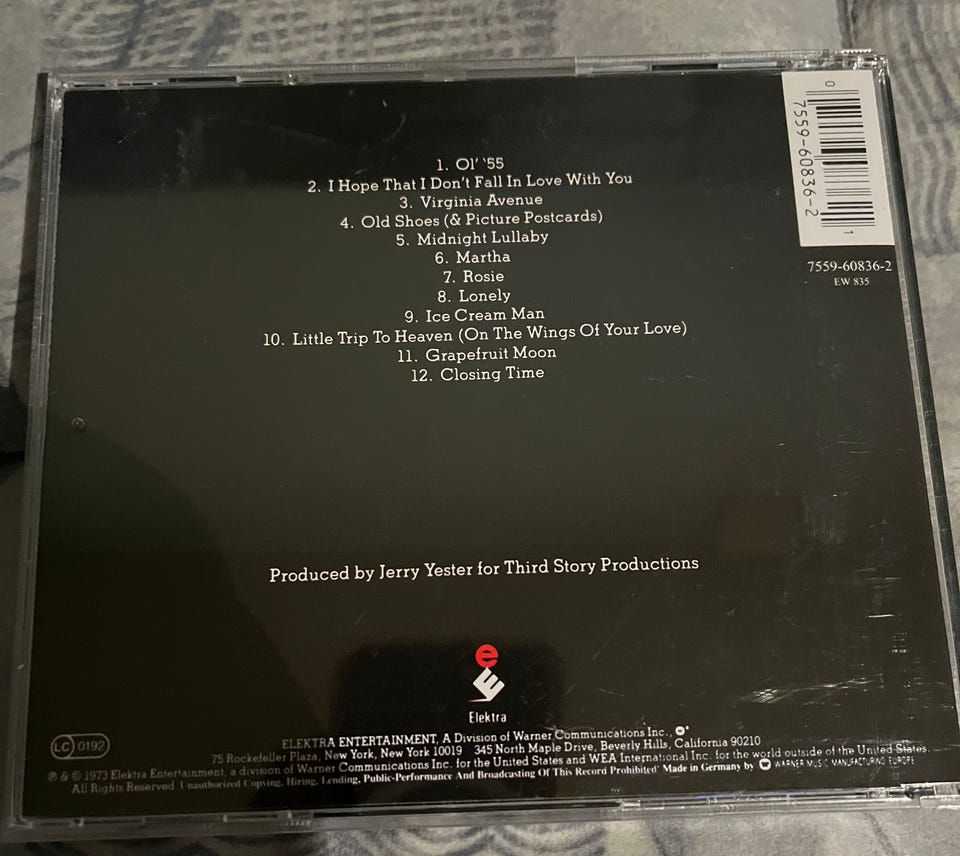 0
7559-60836-2
1
7559-60836-2
EW 835
1. Ol' '55
2. I Hope That I Don't Fall In Love With You
3. Virginia Avenue
4. Old Shoes (& Picture Postcards)
5. Midnight Lullaby
6. Martha
7. Rosie
8. Lonely
9. Ice Cream Man
10. Little Trip To Heaven (On The Wings Of Your Love)
11. Grapefruit Moon
12. Closing Time
Produced by Jerry Yester for Third Story Productions
e
E
Elektra
LC 0192
ELEKTRA ENTERTAINMENT, A Division of Warner Communications Inc.,
75 Rockefeller Plaza, New York, New York 10019 345 North Maple Drive, Beverly Hills, California 90210
℗ & © 1973 Elektra Entertainment, a division of Warner Communications Inc. for the United States and WEA International Inc. for the world outside of the United States.
All Rights Reserved. Unauthorized Copying, Hiring, Lending, Public-Performance And Broadcasting Of This Record Prohibited Made in Germany by WARNER MUSIC MANUFACTURING EUROPE